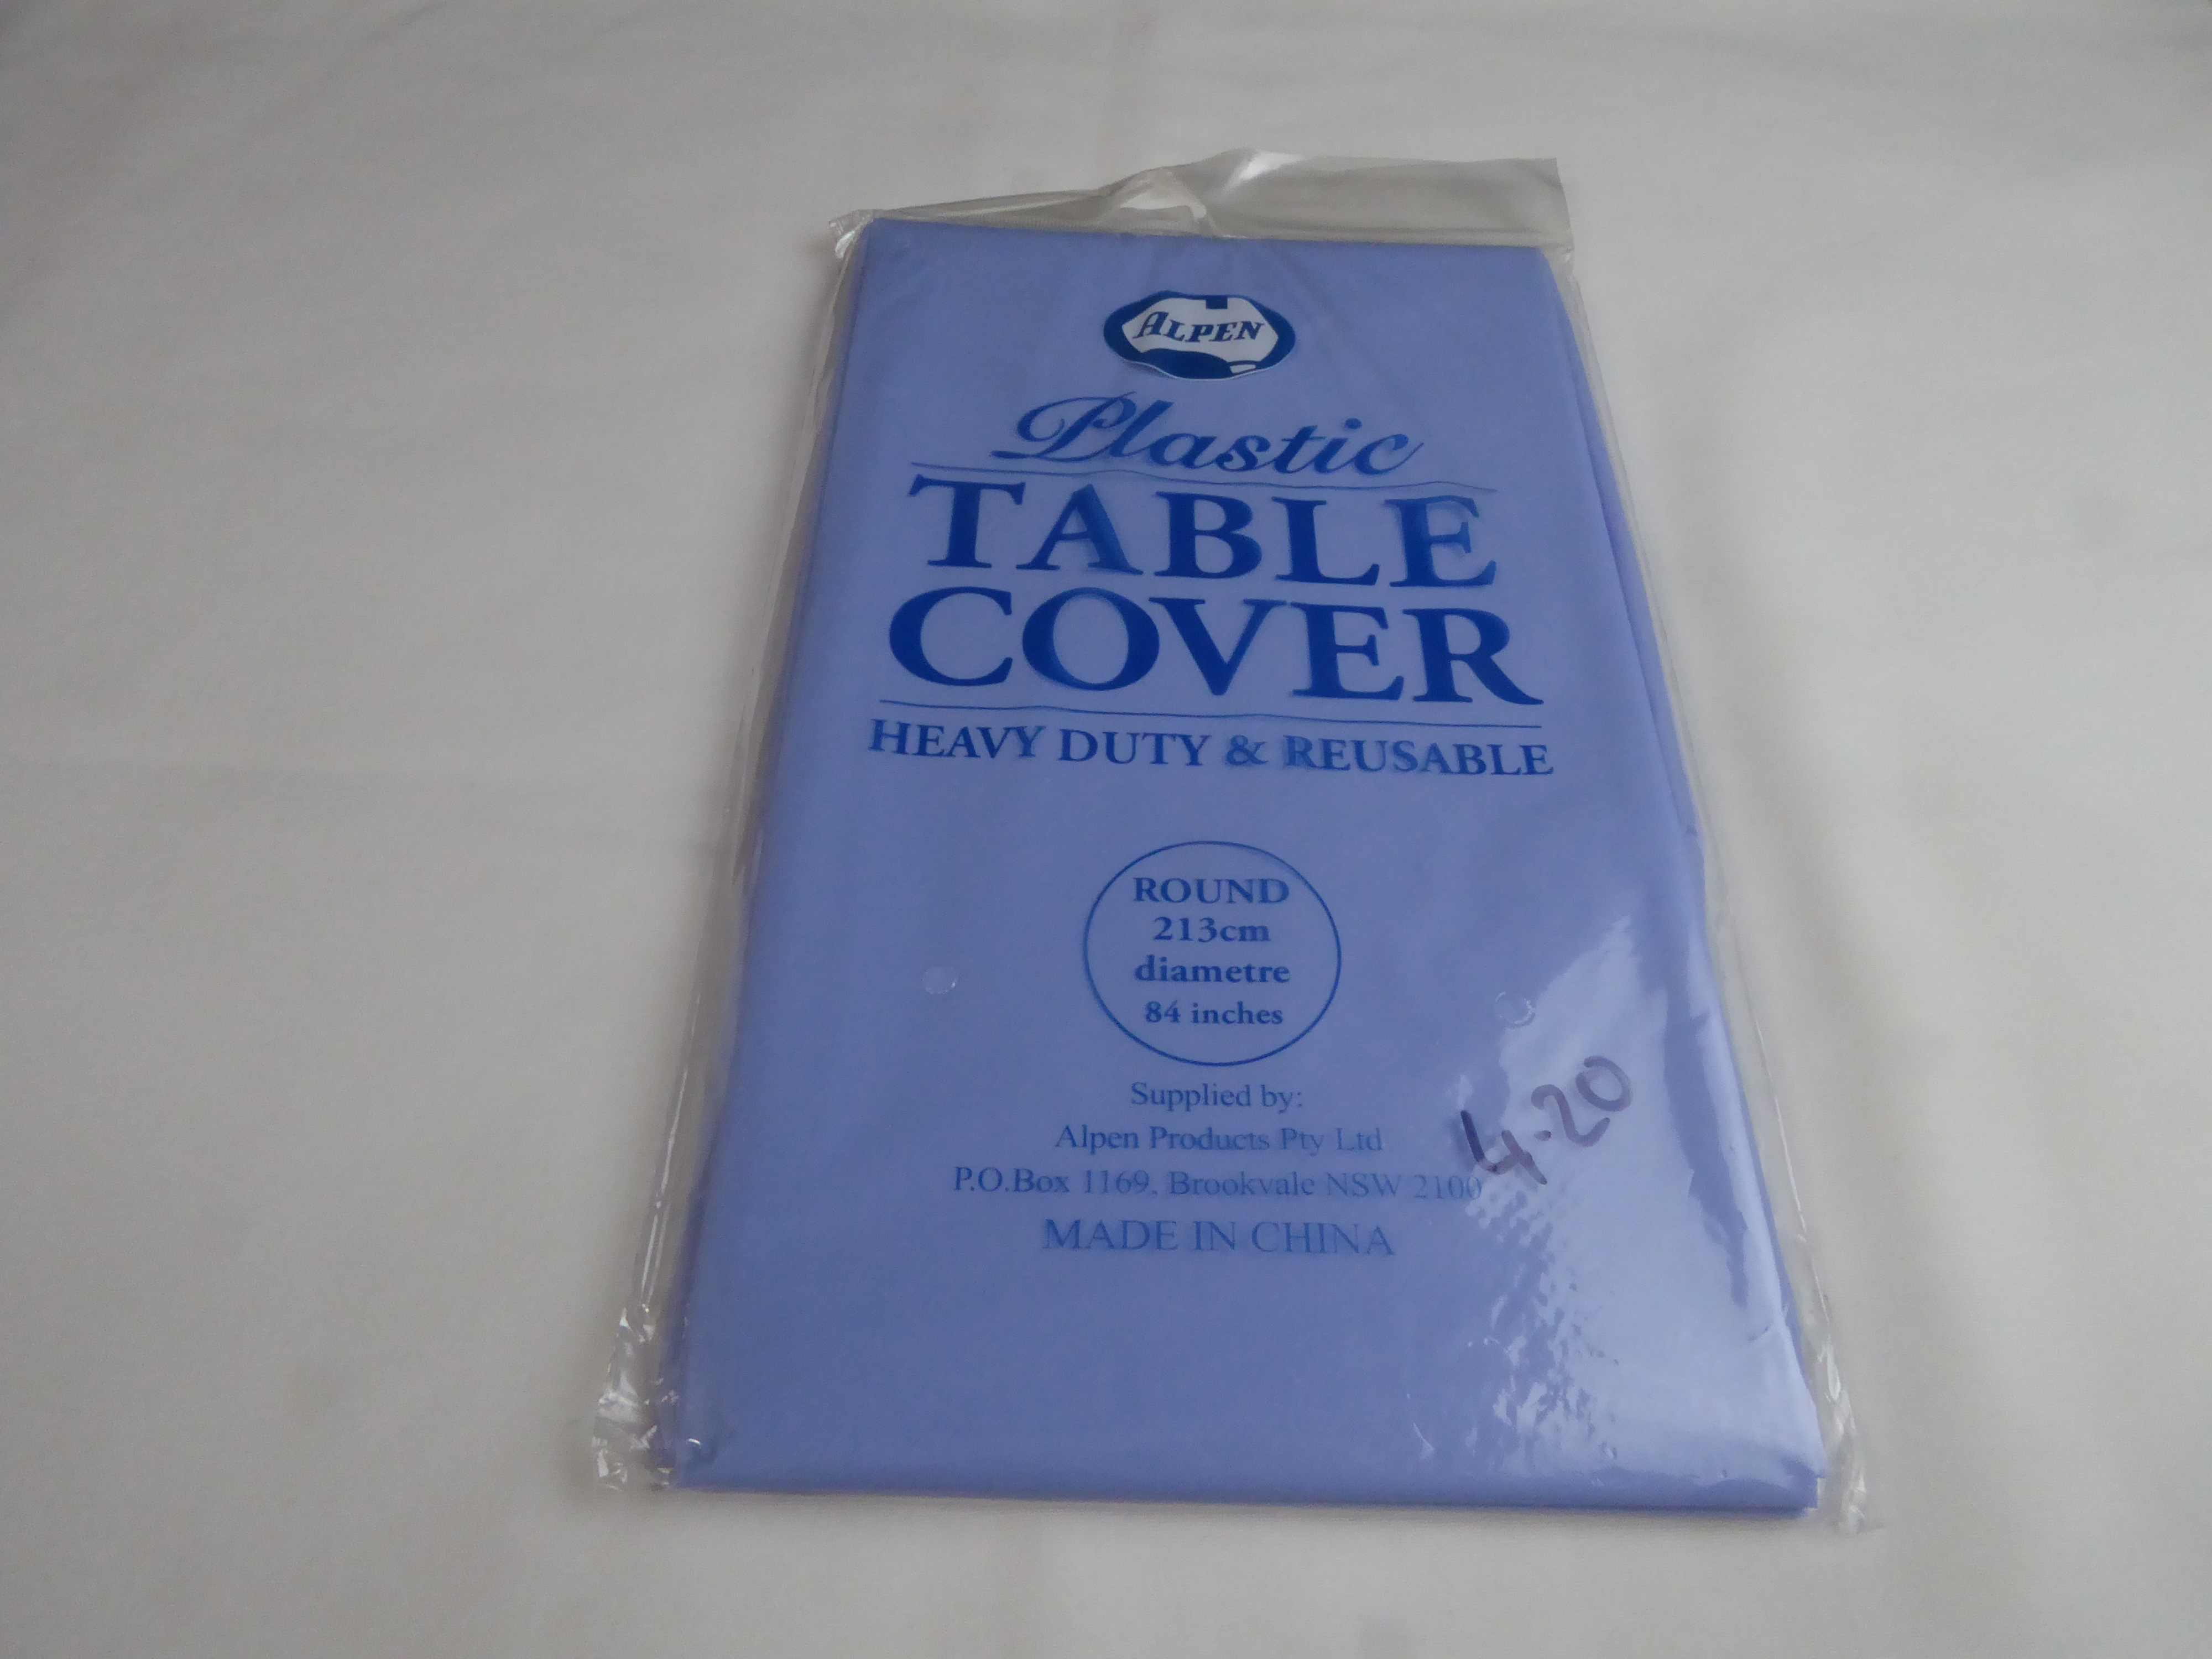 ALPEN
Plastic
TABLE
COVER
HEAVY DUTY & REUSABLE
ROUND
213cm
diametre
84 inches
Supplied by:
Alpen Products Pty Ltd
P.O.Box 1169, Brookvale NSW 2100
MADE IN CHINA
4.20